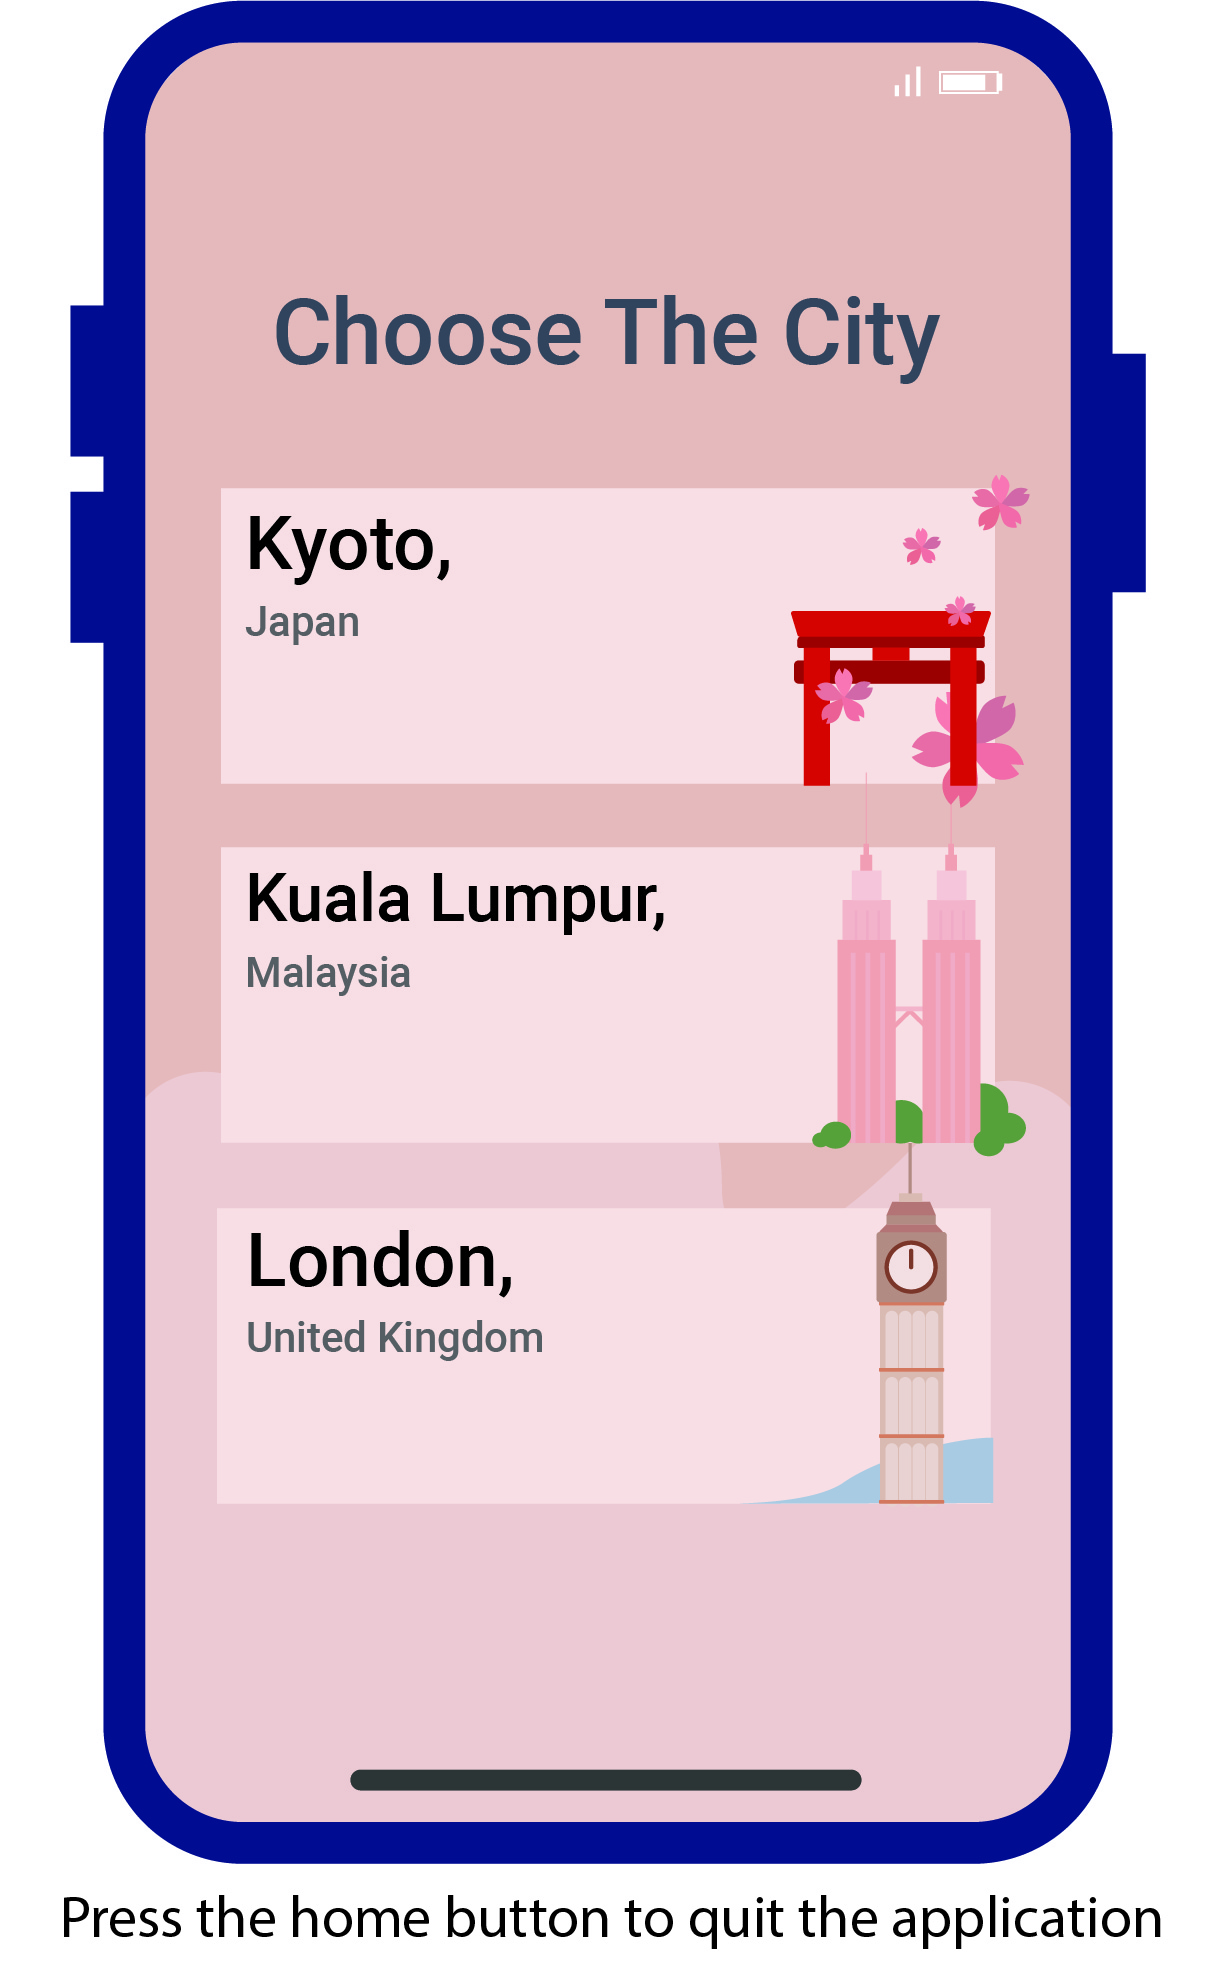 Choose The City
Kyoto,
Japan
Kuala Lumpur,
Malaysia
London,
United Kingdom
Press the home button to quit the application